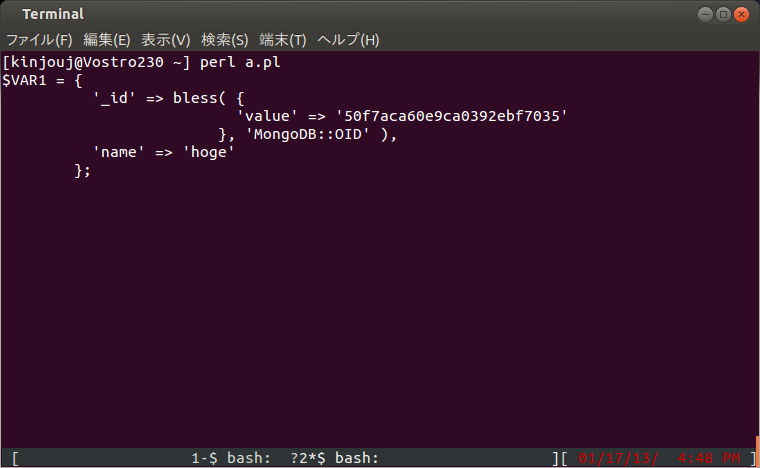 Terminal
ファイル(F) 編集(E) 表示(V) 検索(S) 端末(T) ヘルプ(H)
[kinjouj@Vostro230 ~] perl a.pl
$VAR1 = {
          '_id' => bless( {
                          'value' => '50f7aca60e9ca0392ebf7035'
                        }, 'MongoDB::OID' ),
          'name' => 'hoge'
        };
[                   1-$ bash:  ?2*$ bash:                   ][ 01/17/13/  4:48 PM ]